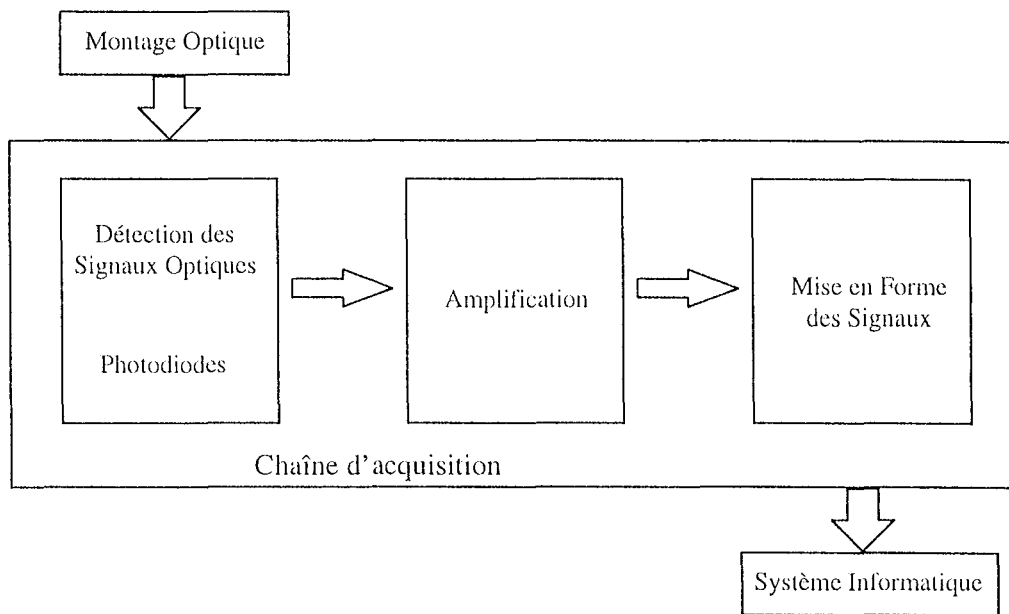 Montage Optique
Détection des
Signaux Optiques
Photodiodes
Amplification
Mise en Forme
des Signaux
Chaîne d'acquisition
Système Informatique